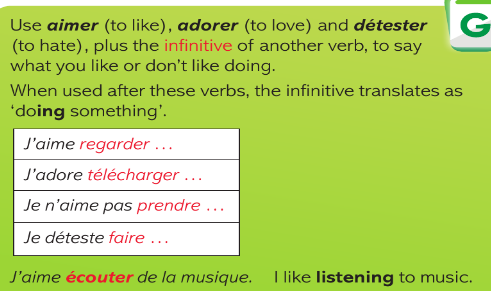 Use aimer (to like), adorer (to love) and détester
(to hate), plus the infinitive of another verb, to say
what you like or don't like doing.
When used after these verbs, the infinitive translates as
‘doing something’.
J’aime regarder ...
J’adore télécharger ...
Je n’aime pas prendre ...
Je déteste faire ...
J’aime écouter de la musique. I like listening to music.
G